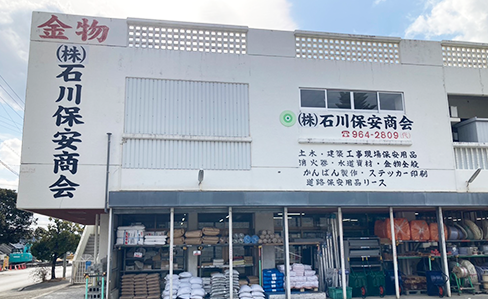 金物
(株)石川保安商会
(株)石川保安商会
☎964-2809(代)
土木・建築工事現場保安用品
消火器・水道資材・金物全般
かんばん製作・ステッカー印刷
道路保安用品リース